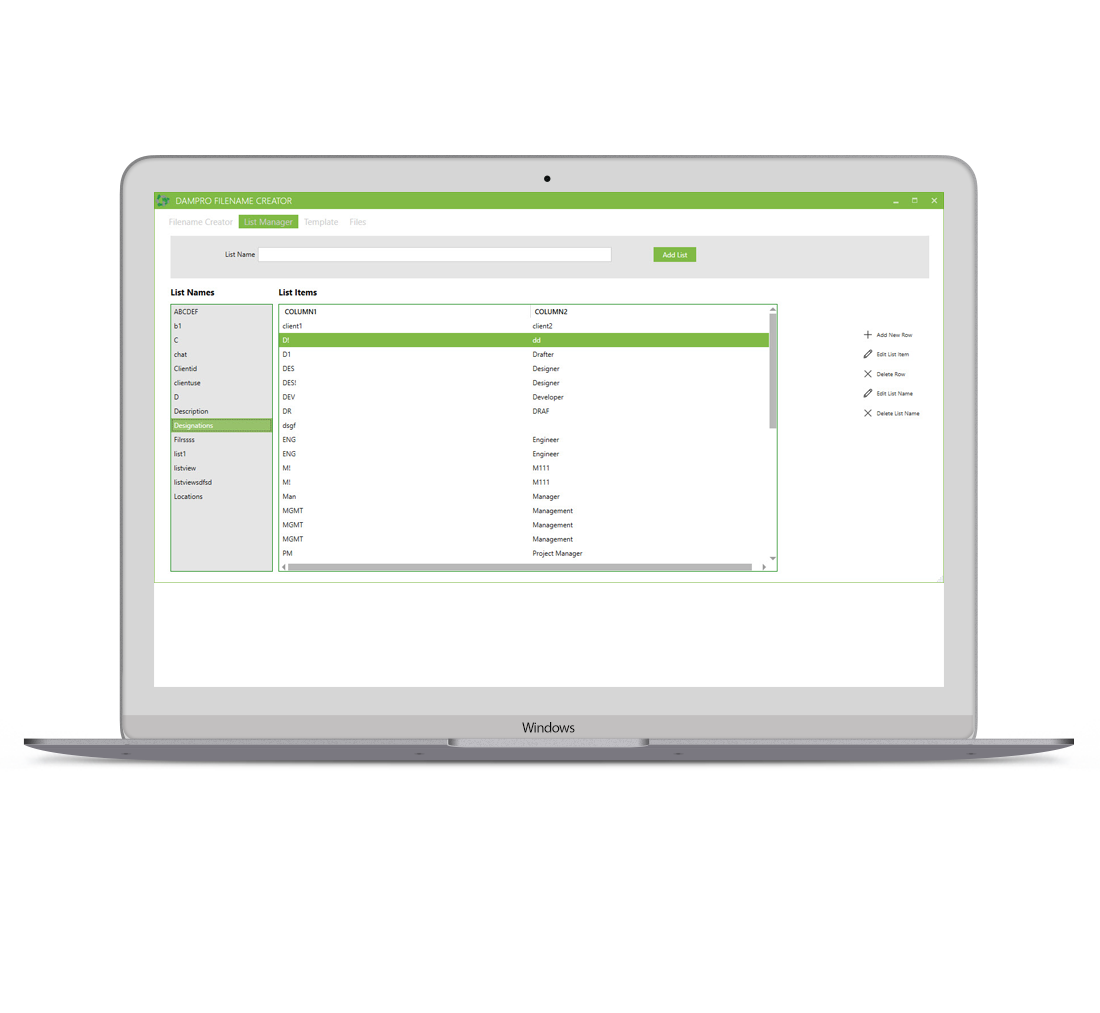 DAMPRO FILENAME CREATOR
Filename Creator List Manager Template Files
List Name Add List
List Names
ABCDEF
b1
C
chat
Clientid
clientuse
D
Description
Designations
Filrssss
list1
listview
listviewsdfsd
Locations
List Items
COLUMN1 COLUMN2
client1 client2
D! dd
D1 Drafter
DES Designer
DES! Designer
DEV Developer
DR DRAF
dsgf
ENG Engineer
ENG Engineer
M! M111
M! M111
Man Manager
MGMT Management
MGMT Management
MGMT Management
PM Project Manager
Add New Row
Edit List Item
Delete Row
Edit List Name
Delete List Name
Windows